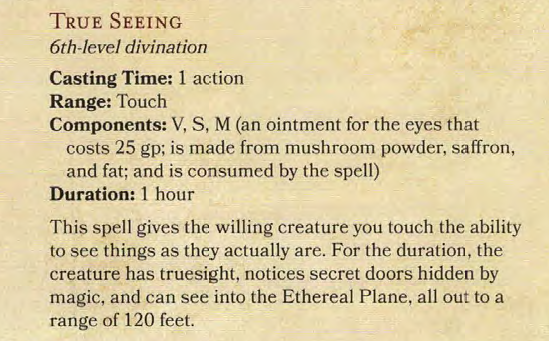 TRUE SEEING
6th-level divination
Casting Time: 1 action
Range: Touch
Components: V, S, M (an ointment for the eyes that
costs 25 gp; is made from mushroom powder, saffron,
and fat; and is consumed by the spell)
Duration: 1 hour
This spell gives the willing creature you touch the ability
to see things as they actually are. For the duration, the
creature has truesight, notices secret doors hidden by
magic, and can see into the Ethereal Plane, all out to a
range of 120 feet.